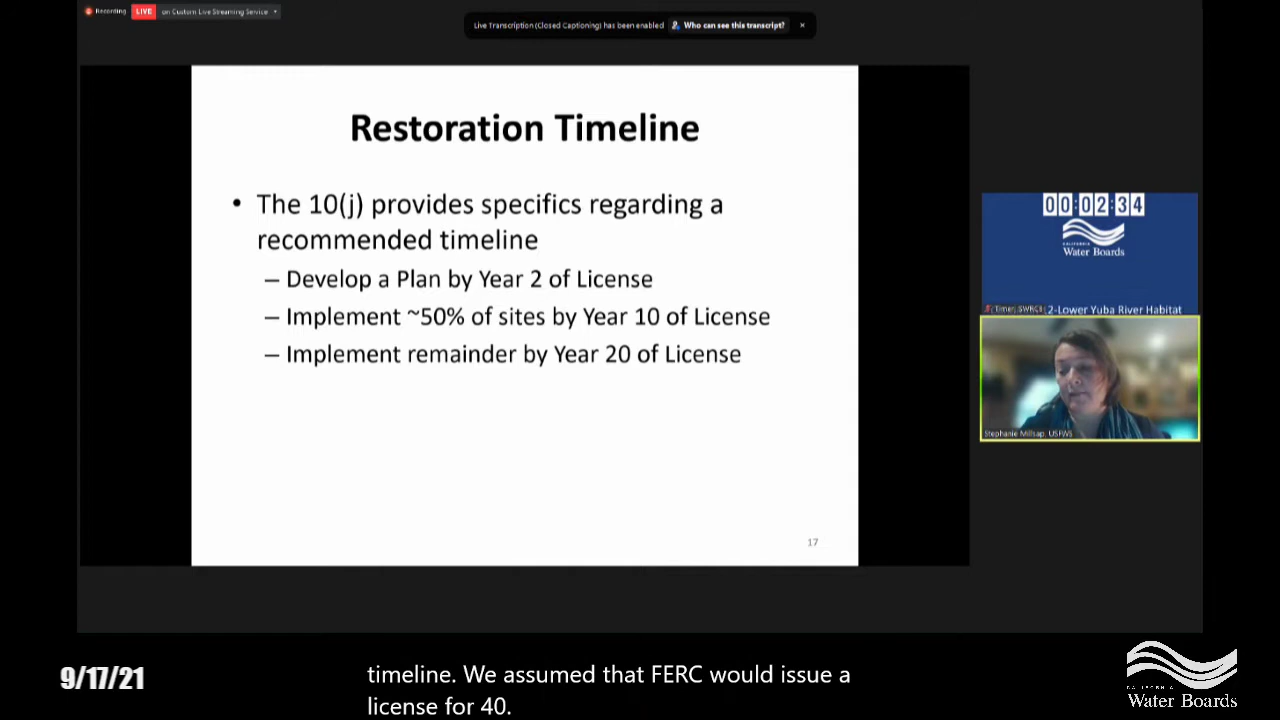 Recording
LIVE
on Custom Live Streaming Service
Live Transcription (Closed Captioning) has been enabled
Who can see this transcript?
Restoration Timeline
• The 10(j) provides specifics regarding a
recommended timeline
– Develop a Plan by Year 2 of License
– Implement ~50% of sites by Year 10 of License
– Implement remainder by Year 20 of License
17
00:02:34
CALIFORNIA
Water Boards
Timer, SWRCB
2-Lower Yuba River Habitat
Stephanie Millsap, USFWS
9/17/21
timeline. We assumed that FERC would issue a
license for 40.
CALIFORNIA
Water Boards